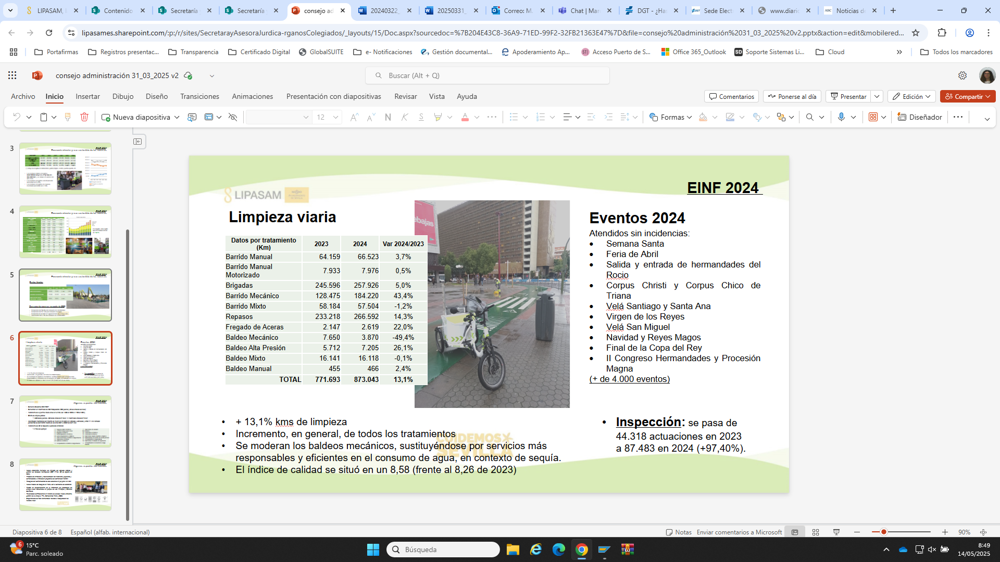 LIPASAM,
Contenido
Secretaría
Secretaría
consejo ad
20240322_
20250331_
Correo: M
Chat | Mar
DGT - ¿Ha
Sede Elect
www.diari
Noticias d
lipasames.sharepoint.com/:p:/r/sites/SecretarayAsesoraJurdica-rganosColegiados/_layouts/15/Doc.aspx?sourcedoc=%7B204E43C8-36A9-71ED-99F2-32FB21363E47%7D&file=consejo%20administración%2031_03_2025%20v2.pptx&action=edit&mobilered...
Portafirmas
Registros presentac...
Transparencia
Certificado Digital
GlobalSUITE
e- Notificaciones
Gestión documental...
Apoderamiento Ap...
Acceso Puerto de S...
Office 365_Outlook
Soporte Sistemas Li...
Cloud
Todos los marcadores
consejo administración 31_03_2025 v2
Buscar (Alt + Q)
Archivo Inicio Insertar Dibujo Diseño Transiciones Animaciones Presentación con diapositivas Revisar Vista Ayuda
Comentarios Ponerse al día Presentar Edición Compartir
Nueva diapositiva 12 N K S Formas Diseñador
3
4
5
6
7
8
LIPASAM
EINF 2024
Limpieza viaria
Datos por tratamiento (Km) 2023 2024 Var 2024/2023
Barrido Manual 64.159 66.523 3,7%
Barrido Manual Motorizado 7.933 7.976 0,5%
Brigadas 245.596 257.926 5,0%
Barrido Mecánico 128.475 184.220 43,4%
Barrido Mixto 58.184 57.504 -1,2%
Repasos 233.218 266.592 14,3%
Fregado de Aceras 2.147 2.619 22,0%
Baldeo Mecánico 7.650 3.870 -49,4%
Baldeo Alta Presión 5.712 7.205 26,1%
Baldeo Mixto 16.141 16.118 -0,1%
Baldeo Manual 455 466 2,4%
TOTAL 771.693 873.043 13,1%
ebajas
Eventos 2024
Atendidos sin incidencias:
• Semana Santa
• Feria de Abril
• Salida y entrada de hermandades del
Rocio
• Corpus Christi y Corpus Chico de
Triana
• Velá Santiago y Santa Ana
• Virgen de los Reyes
• Velá San Miguel
• Navidad y Reyes Magos
• Final de la Copa del Rey
• II Congreso Hermandades y Procesión
Magna
(+ de 4.000 eventos)
• + 13,1% kms de limpieza
• Incremento, en general, de todos los tratamientos
• Se moderan los baldeos mecánicos, sustituyéndose por servicios más
responsables y eficientes en el consumo de agua, en contexto de sequía.
• El índice de calidad se situó en un 8,58 (frente al 8,26 de 2023)
CUIDEMOS
SEVILLA
• Inspección: se pasa de
44.318 actuaciones en 2023
a 87.483 en 2024 (+97,40%).
Diapositiva 6 de 8 Español (alfab. internacional)
Notas Enviar comentarios a Microsoft 90%
6
15°C
Parc. soleado
Búsqueda
8:49
14/05/2025